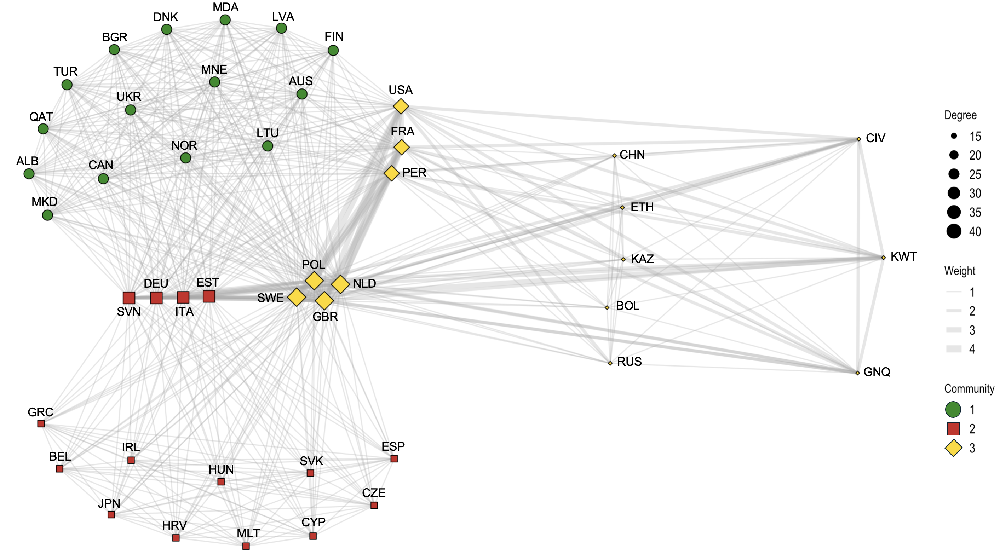 MDA
DNK
LVA
BGR
FIN
TUR
MNE
AUS
UKR
USA
QAT
LTU
FRA
NOR
ALB
CAN
PER
MKD
CHN
CIV
ETH
KAZ
KWT
POL
DEU
EST
NLD
SWE
SVN
ITA
GBR
BOL
RUS
GNQ
GRC
IRL
BEL
HUN
SVK
ESP
JPN
CZE
HRV
MLT
CYP
Degree
15
20
25
30
35
40
Weight
1
2
3
4
Community
1
2
3